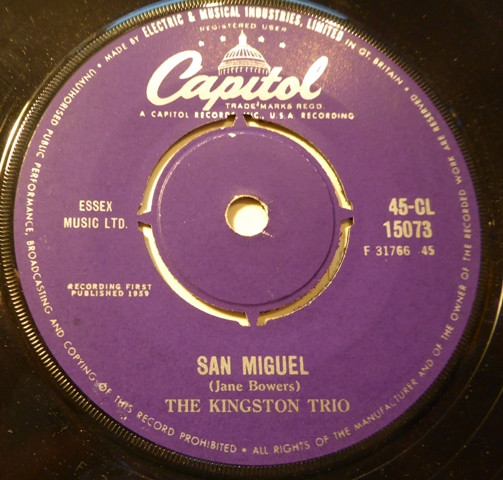 MADE BY ELECTRIC & MUSICAL INDUSTRIES, LIMITED IN GT. BRITAIN • ALL RIGHTS OF THE MANUFACTURER AND OF THE OWNER OF THE RECORDED WORK ARE RESERVED
UNAUTHORISED PUBLIC PERFORMANCE, BROADCASTING AND COPYING OF THIS RECORD PROHIBITED
REGISTERED USER
Capitol
TRADE MARKS REGD.
A CAPITOL RECORDS, INC., U.S.A. RECORDING
ESSEX
MUSIC LTD.
45-CL
15073
F 31766 45
RECORDING FIRST
PUBLISHED 1959
SAN MIGUEL
(Jane Bowers)
THE KINGSTON TRIO